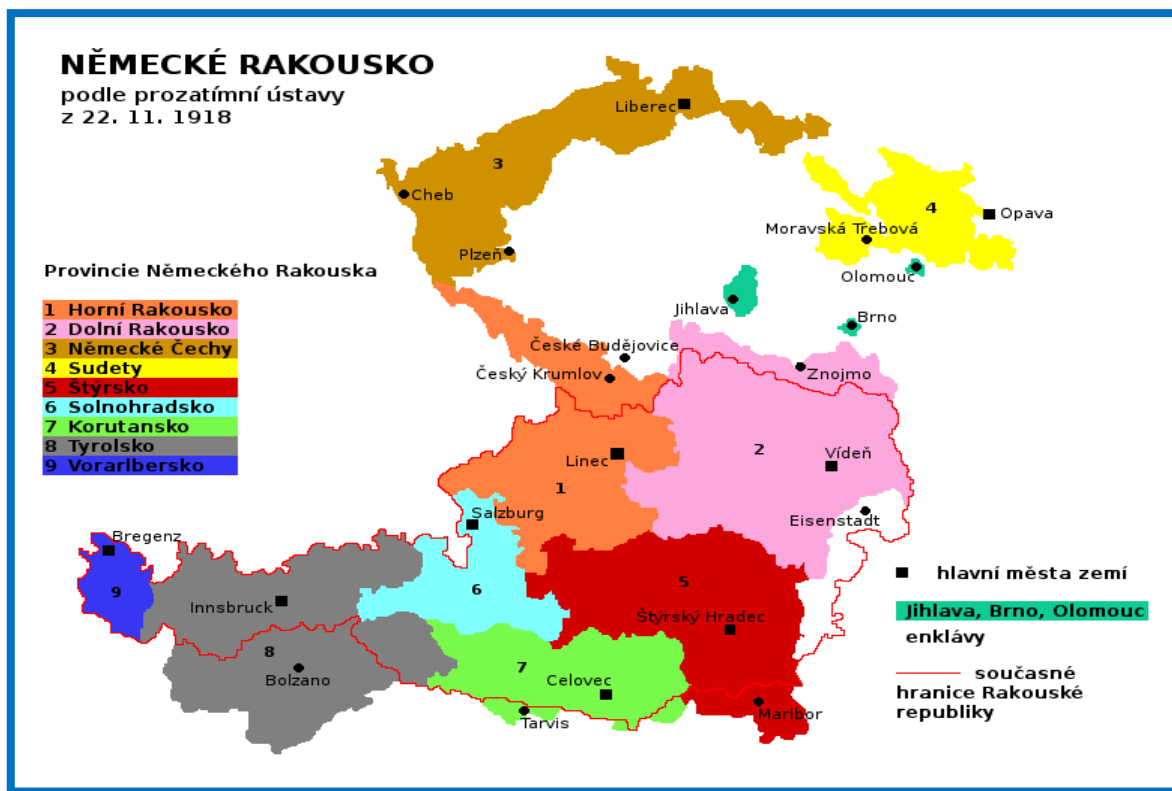 NĚMECKÉ RAKOUSKO
podle prozatímní ústavy
z 22. 11. 1918
Liberec
3
Cheb
4
Opava
Moravská Třebová
Plzeň
Olomouc
Provincie Německého Rakouska
1 Horní Rakousko
2 Dolní Rakousko
3 Německé Čechy
4 Sudety
5 Štýrsko
6 Solnohradsko
7 Korutansko
8 Tyrolsko
9 Vorarlbersko
Jihlava
Brno
České Budějovice
Český Krumlov
Znojmo
Linec
2
Vídeň
1
Salzburg
Eisenstadt
Bregenz
9
Innsbruck
6
5
Štýrský Hradec
8
Bolzano
7
Celovec
Tarvis
Maribor
hlavní města zemí
Jihlava, Brno, Olomouc
enklávy
současné
hranice Rakouské
republiky